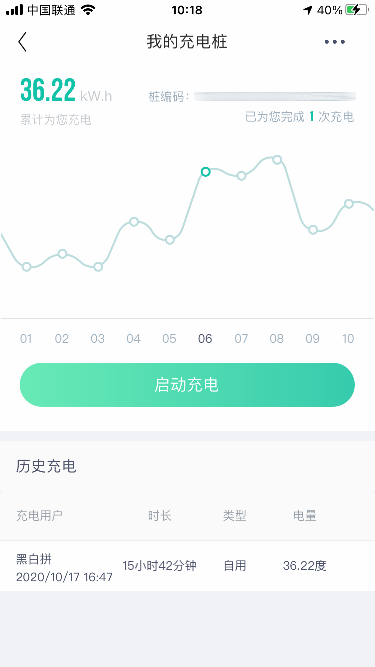 中国联通 10:18 40%
我的充电桩
36.22 kW.h
桩编码：
累计为您充电
已为您完成 1 次充电
01 02 03 04 05 06 07 08 09 10
启动充电
历史充电
充电用户 时长 类型 电量
黑白拼
2020/10/17 16:47 15小时42分钟 自用 36.22度